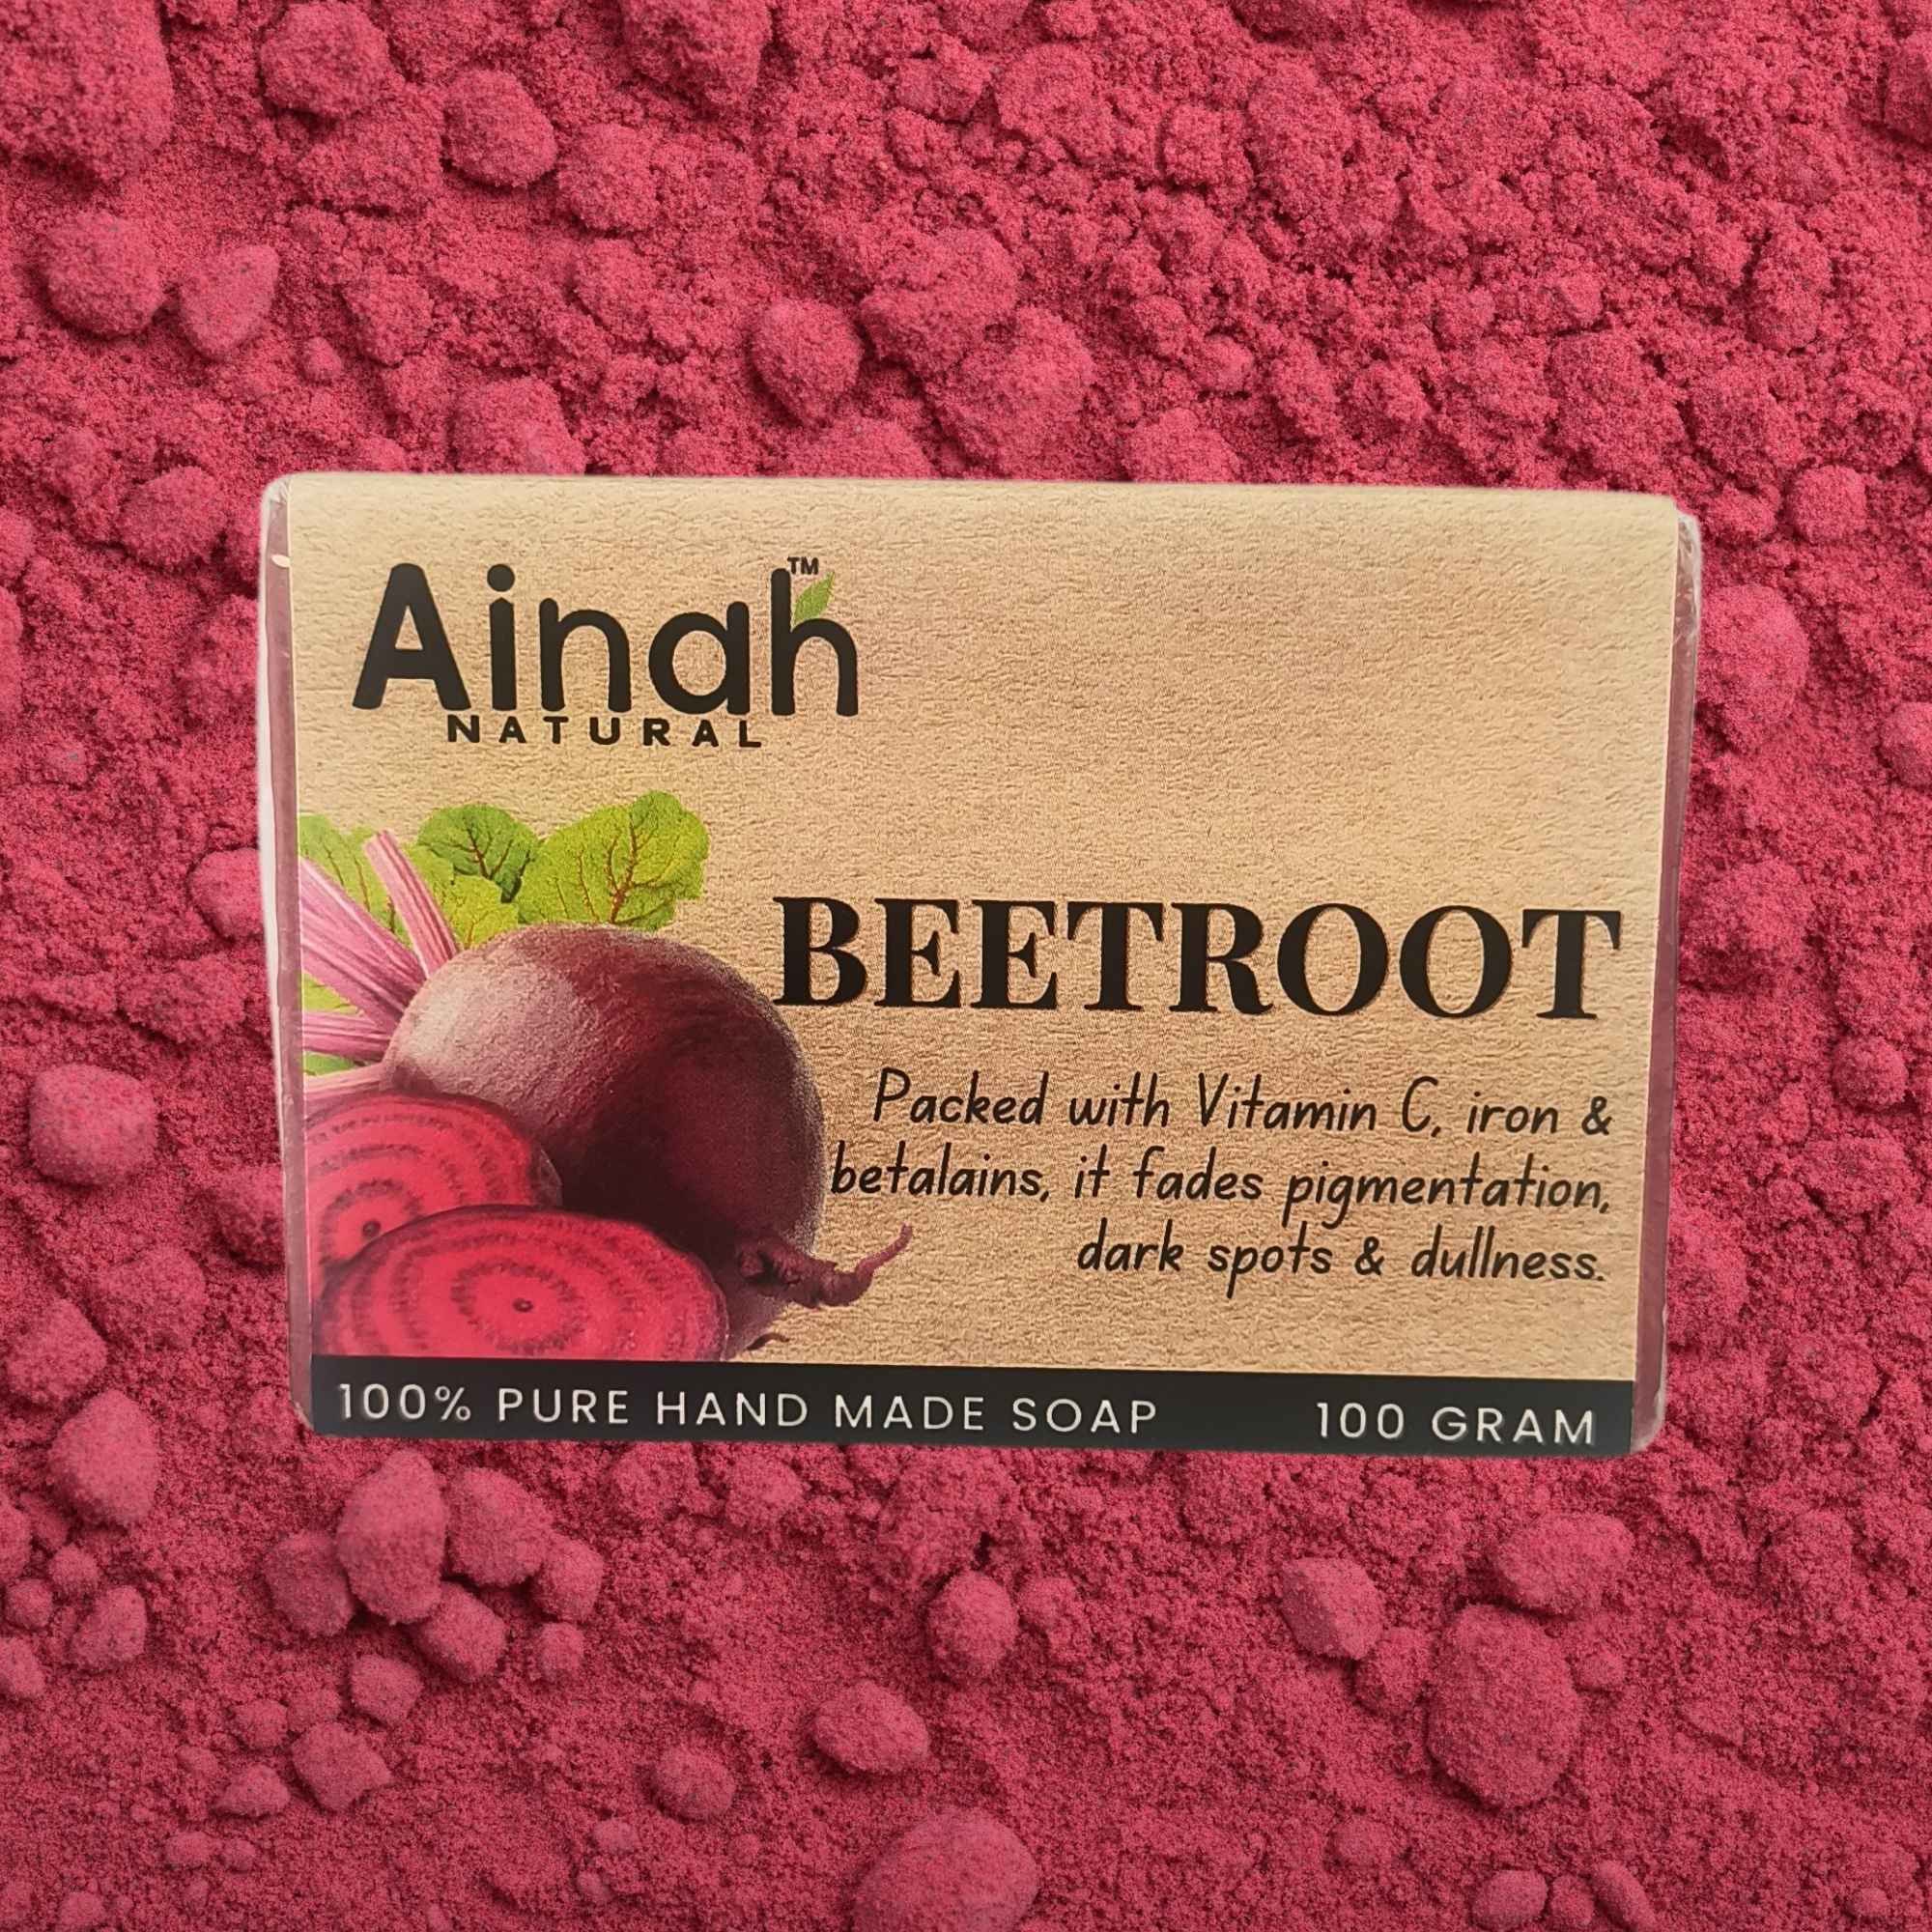 Ainah™
NATURAL
BEETROOT
Packed with Vitamin C, iron &
betalains, it fades pigmentation,
dark spots & dullness.
100% PURE HAND MADE SOAP 100 GRAM